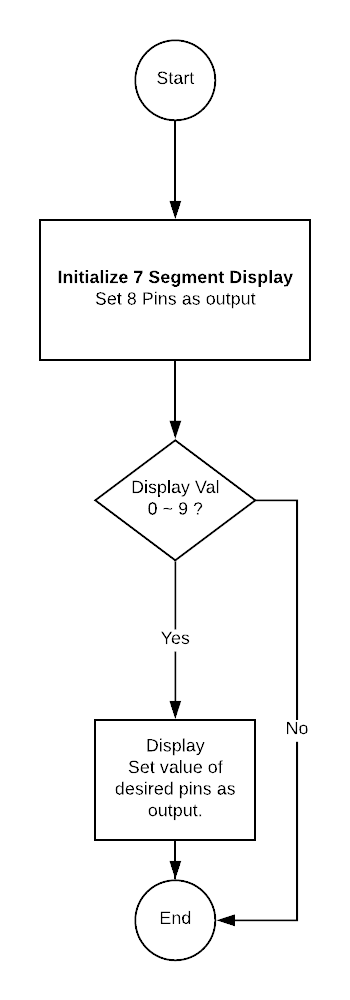 Start
Initialize 7 Segment Display
Set 8 Pins as output
Display Val
0 ~ 9 ?
Yes
No
Display
Set value of
desired pins as
output.
End